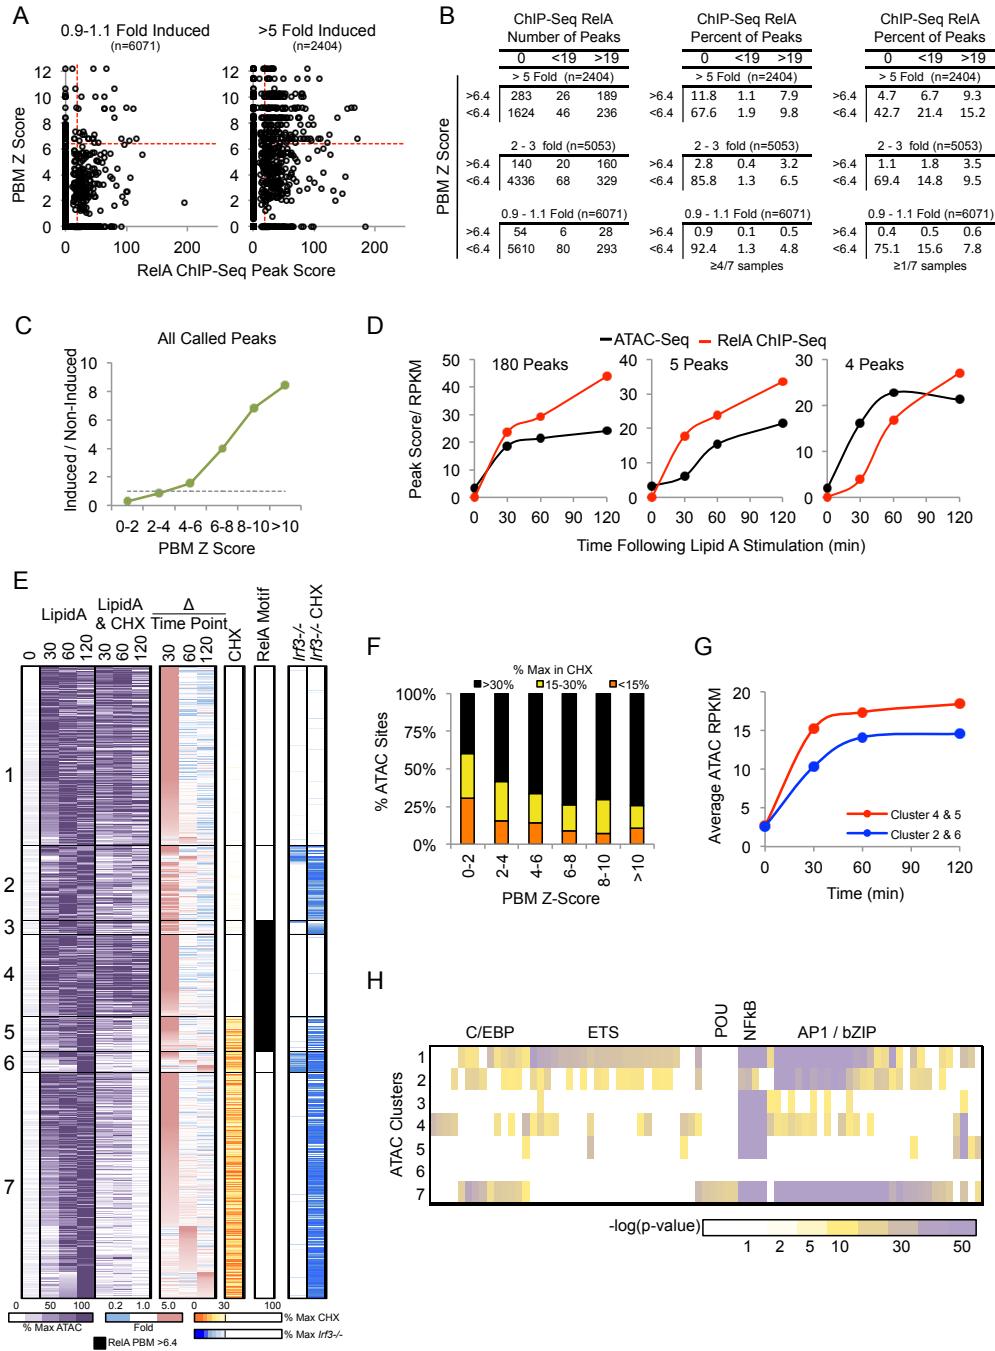 A
0.9-1.1 Fold Induced
(n=6071)
>5 Fold Induced
(n=2404)
PBM Z Score
12
10
8
6
4
2
0
0 100 200
0 100 200
RelA ChIP-Seq Peak Score
B
ChIP-Seq RelA
Number of Peaks
0 <19 >19
> 5 Fold (n=2404)
>6.4 283 26 189
<6.4 1624 46 236
2 - 3 fold (n=5053)
>6.4 140 20 160
<6.4 4336 68 329
0.9 - 1.1 Fold (n=6071)
>6.4 54 6 28
<6.4 5610 80 293
PBM Z Score
ChIP-Seq RelA
Percent of Peaks
0 <19 >19
> 5 Fold (n=2404)
>6.4 11.8 1.1 7.9
<6.4 67.6 1.9 9.8
2 - 3 fold (n=5053)
>6.4 2.8 0.4 3.2
<6.4 85.8 1.3 6.5
0.9 - 1.1 Fold (n=6071)
>6.4 0.9 0.1 0.5
<6.4 92.4 1.3 4.8
≥4/7 samples
ChIP-Seq RelA
Percent of Peaks
0 <19 >19
> 5 Fold (n=2404)
>6.4 4.7 6.7 9.3
<6.4 42.7 21.4 15.2
2 - 3 fold (n=5053)
>6.4 1.1 1.8 3.5
<6.4 69.4 14.8 9.5
0.9 - 1.1 Fold (n=6071)
>6.4 0.4 0.5 0.6
<6.4 75.1 15.6 7.8
≥1/7 samples
C
All Called Peaks
Induced / Non-Induced
10
8
6
4
2
0
0-2 2-4 4-6 6-8 8-10 >10
PBM Z Score
D
ATAC-Seq RelA ChIP-Seq
Peak Score/ RPKM
180 Peaks
50
40
30
20
10
0
0 30 60 90 120
5 Peaks
40
30
20
10
0
0 30 60 90 120
4 Peaks
30
20
10
0
0 30 60 90 120
Time Following Lipid A Stimulation (min)
E
LipidA
LipidA
& CHX
Δ
Time Point
0 30 60 120 30 60 120 30 60 120 CHX RelA Motif Irf3-/- Irf3-/- CHX
1
2
3
4
5
6
7
0 50 100
% Max ATAC
0.2 1.0 5.0
Fold
0 30 100
% Max CHX
% Max Irf3-/-
RelA PBM >6.4
F
% Max in CHX
>30% 15-30% <15%
% ATAC Sites
100%
75%
50%
25%
0%
0-2 2-4 4-6 6-8 8-10 >10
PBM Z-Score
G
Average ATAC RPKM
20
15
10
5
0
Cluster 4 & 5
Cluster 2 & 6
0 30 60 90 120
Time (min)
H
C/EBP ETS POU NFkB AP1 / bZIP
ATAC Clusters
1
2
3
4
5
6
7
-log(p-value)
1 2 5 10 30 50